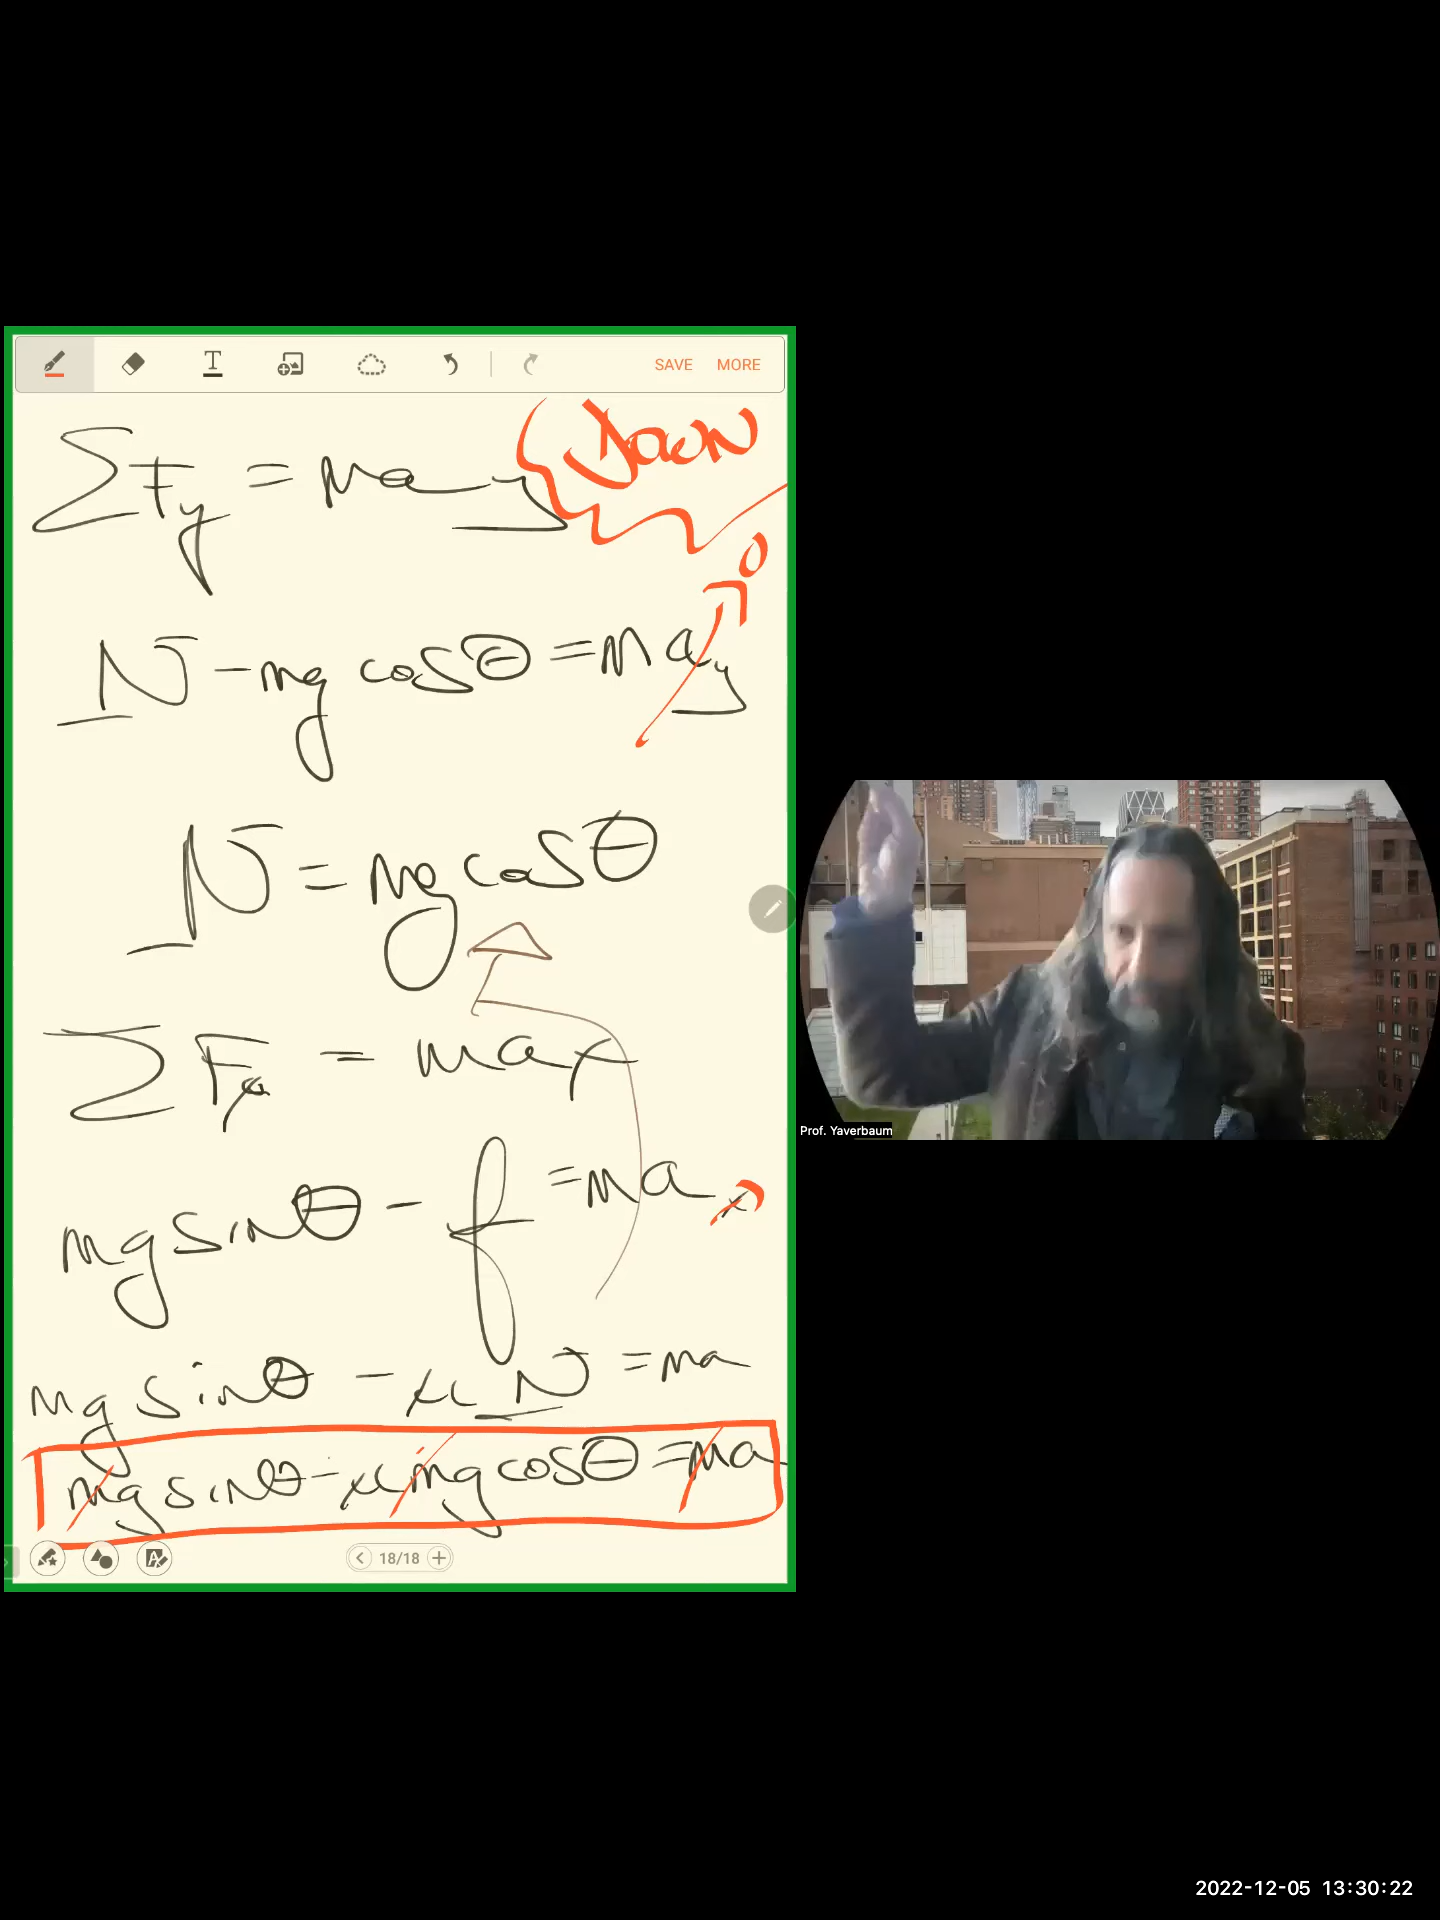 SAVE MORE
DOWN
ΣFy = may
0
N - mg cosθ = may
N = mg cosθ
ΣFx = max
mg sinθ - f = max
mg sinθ - μN = ma
mg sinθ - μmg cosθ = ma
18/18
Prof. Yaverbaum
2022-12-05 13:30:22